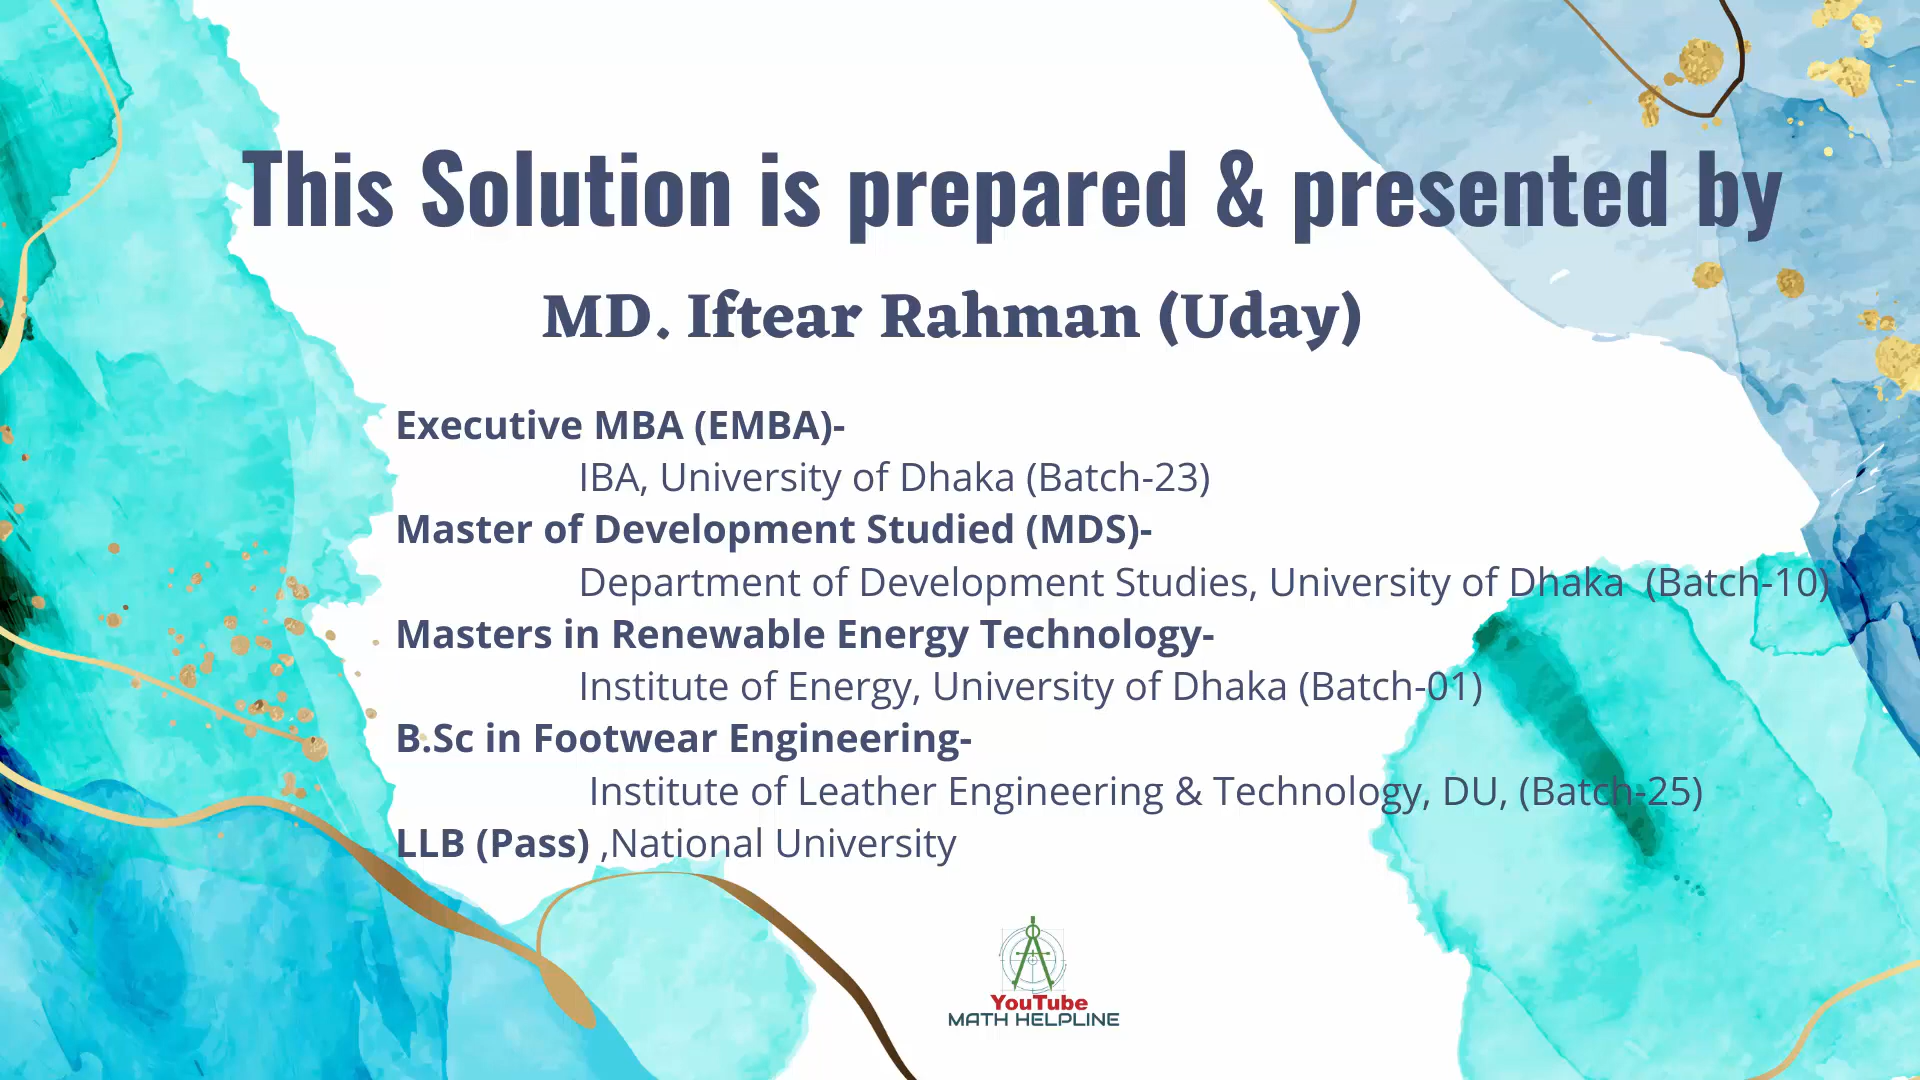 This Solution is prepared & presented by
MD. Iftear Rahman (Uday)
Executive MBA (EMBA)-
IBA, University of Dhaka (Batch-23)
Master of Development Studied (MDS)-
Department of Development Studies, University of Dhaka (Batch-10)
Masters in Renewable Energy Technology-
Institute of Energy, University of Dhaka (Batch-01)
B.Sc in Footwear Engineering-
Institute of Leather Engineering & Technology, DU, (Batch-25)
LLB (Pass) ,National University
YouTube
MATH HELPLINE